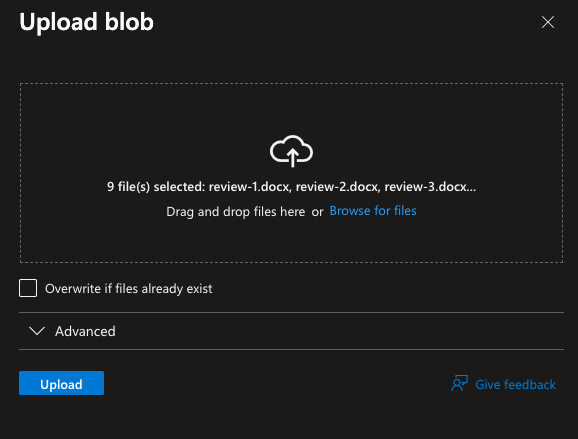 Upload blob
9 file(s) selected: review-1.docx, review-2.docx, review-3.docx...
Drag and drop files here or Browse for files
Overwrite if files already exist
Advanced
Upload
Give feedback